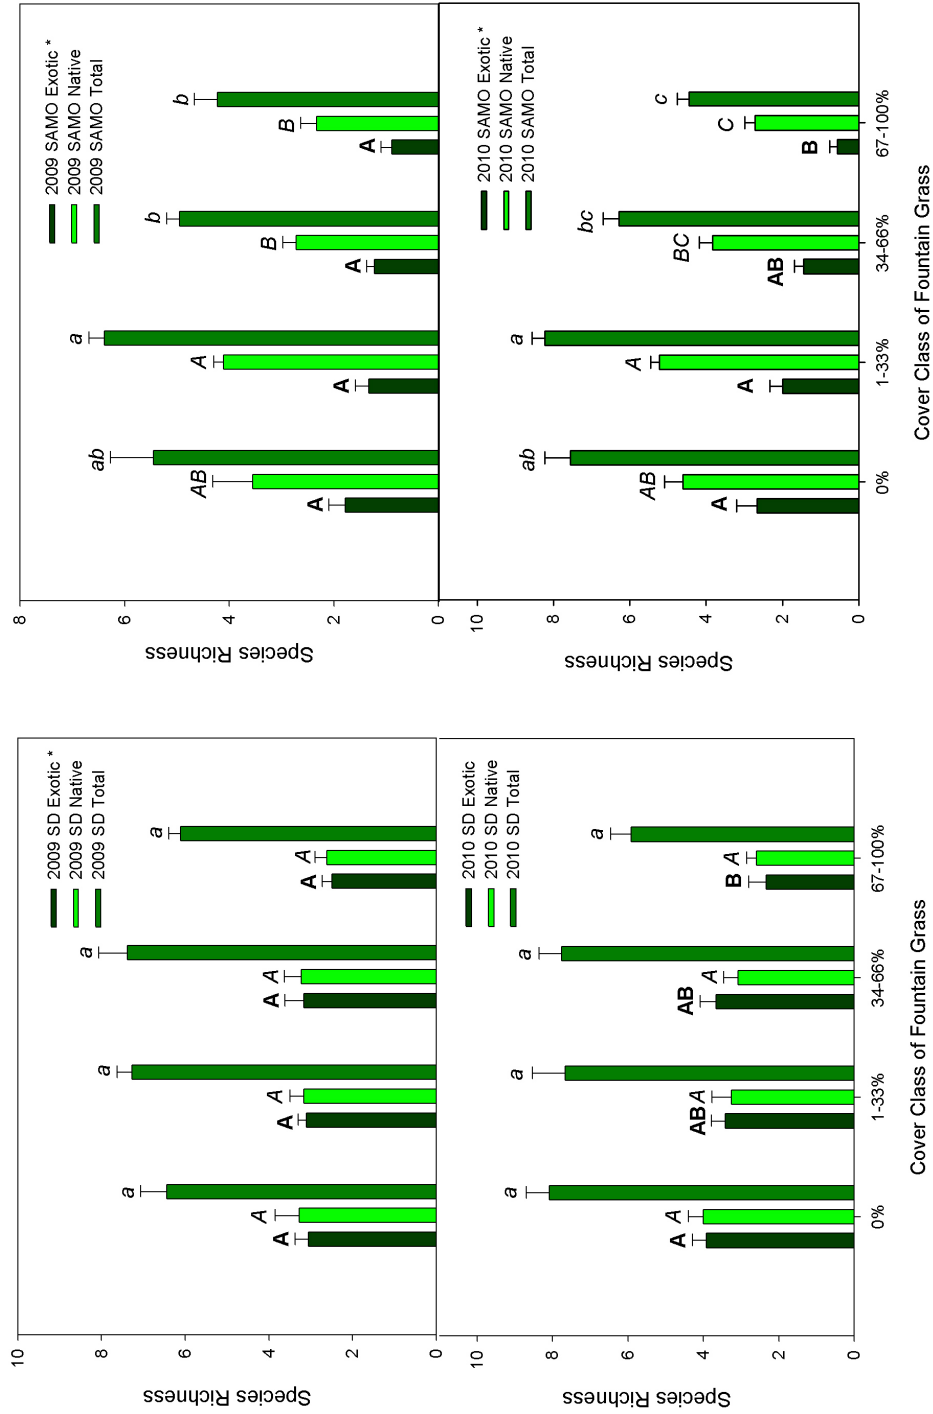 10
8
6
4
2
0
Species Richness
2009 SD Exotic *
2009 SD Native
2009 SD Total
A
A
a
A
A
a
A
A
a
A
A
a
8
6
4
2
0
Species Richness
2009 SAMO Exotic *
2009 SAMO Native
2009 SAMO Total
A
AB
ab
A
A
a
A
B
b
A
B
b
10
8
6
4
2
0
Species Richness
2010 SD Exotic
2010 SD Native
2010 SD Total
A
A
a
AB
A
a
AB
A
a
B
A
a
0%
1-33%
34-66%
67-100%
Cover Class of Fountain Grass
10
8
6
4
2
0
Species Richness
2010 SAMO Exotic *
2010 SAMO Native
2010 SAMO Total
A
AB
ab
A
A
a
AB
BC
bc
B
C
c
0%
1-33%
34-66%
67-100%
Cover Class of Fountain Grass